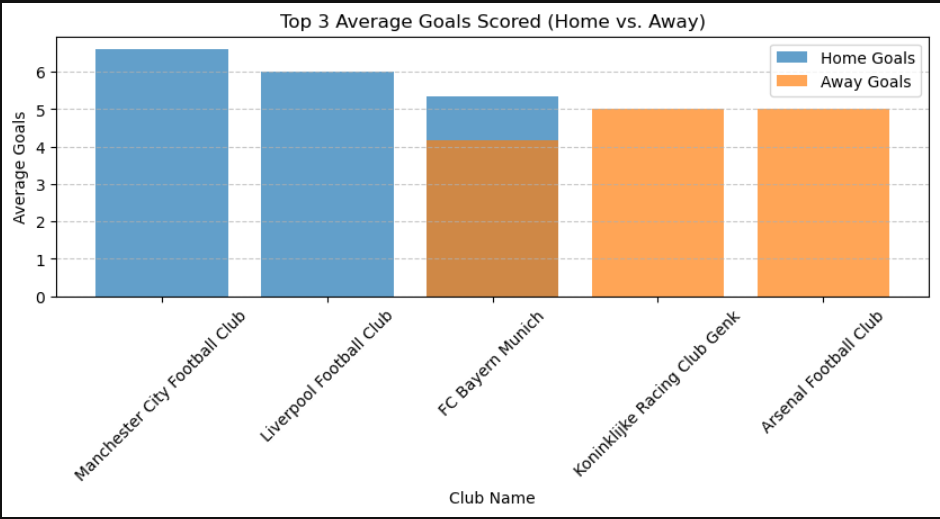 Top 3 Average Goals Scored (Home vs. Away)
Home Goals
Away Goals
Average Goals
6
5
4
3
2
1
0
Manchester City Football Club
Liverpool Football Club
FC Bayern Munich
Koninklijke Racing Club Genk
Arsenal Football Club
Club Name